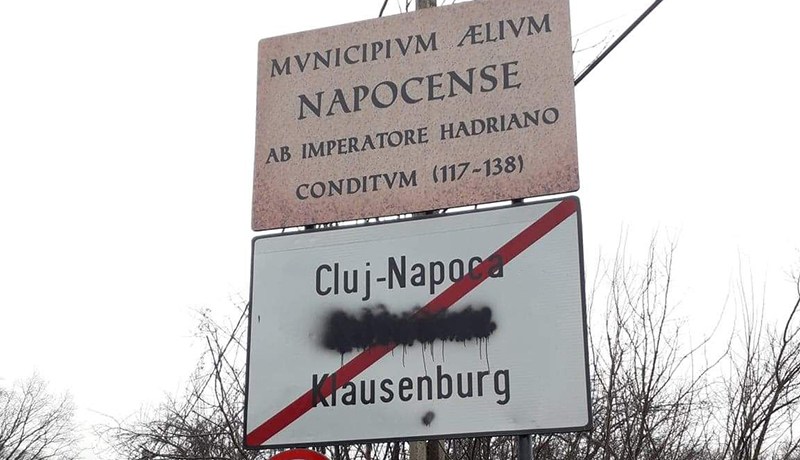 MVNICIPIVM ÆLIVM
NAPOCENSE
AB IMPERATORE HADRIANO
CONDITVM (117-138)
Cluj-Napoca
Klausenburg